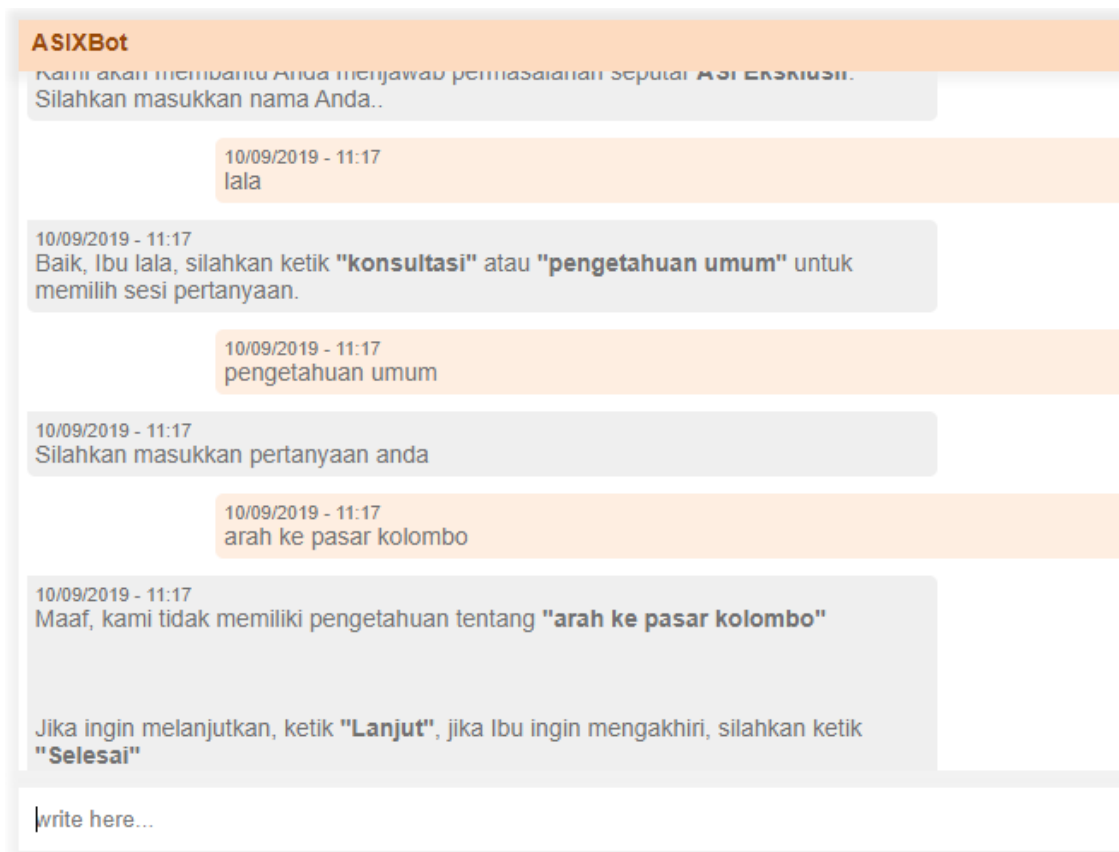 ASIXBot
Kami akan membantu Anda menjawab permasalahan seputar ASI Eksklusif.
Silahkan masukkan nama Anda..
10/09/2019 - 11:17
lala
10/09/2019 - 11:17
Baik, Ibu lala, silahkan ketik "konsultasi" atau "pengetahuan umum" untuk
memilih sesi pertanyaan.
10/09/2019 - 11:17
pengetahuan umum
10/09/2019 - 11:17
Silahkan masukkan pertanyaan anda
10/09/2019 - 11:17
arah ke pasar kolombo
10/09/2019 - 11:17
Maaf, kami tidak memiliki pengetahuan tentang "arah ke pasar kolombo"
Jika ingin melanjutkan, ketik "Lanjut", jika Ibu ingin mengakhiri, silahkan ketik
"Selesai"
write here...